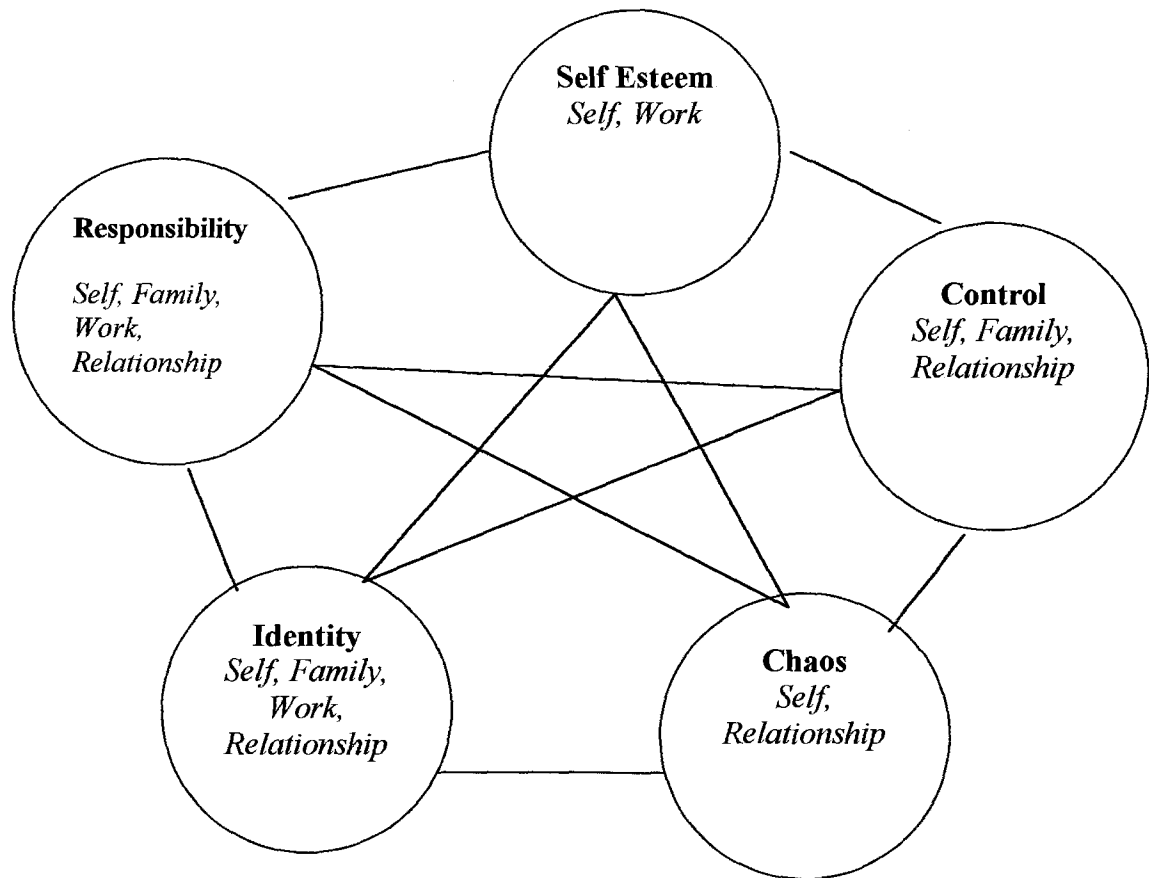 Self Esteem
Self, Work
Responsibility
Self, Family,
Work,
Relationship
Control
Self, Family,
Relationship
Identity
Self, Family,
Work,
Relationship
Chaos
Self,
Relationship